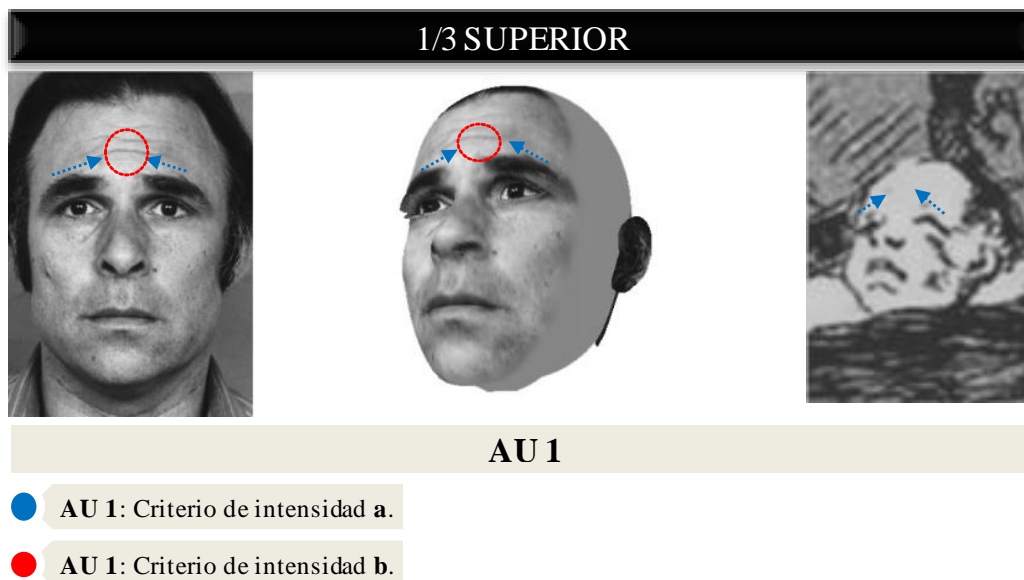 1/3 SUPERIOR
AU 1
AU 1: Criterio de intensidad a.
AU 1: Criterio de intensidad b.